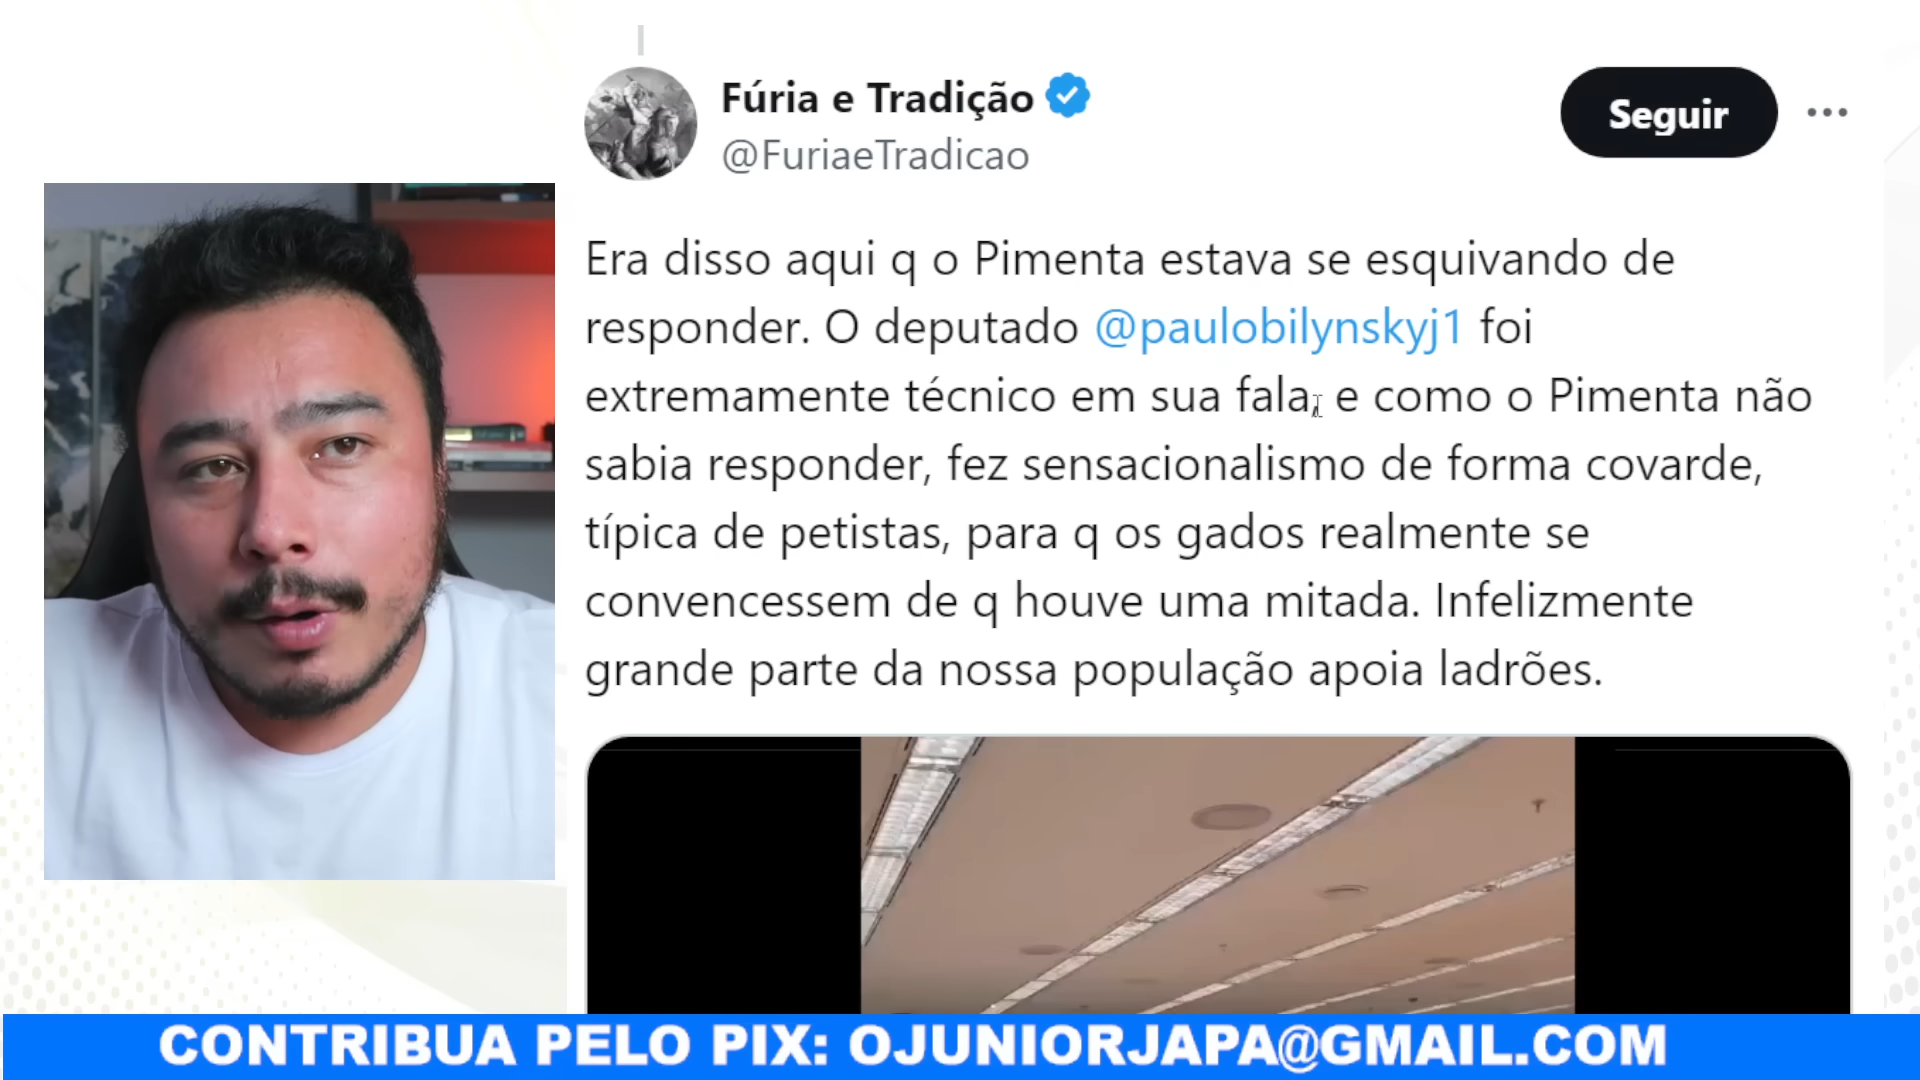 Fúria e Tradição
@FuriaeTradicao
Seguir
Era disso aqui q o Pimenta estava se esquivando de
responder. O deputado @paulobilynskyj1 foi
extremamente técnico em sua fala, e como o Pimenta não
sabia responder, fez sensacionalismo de forma covarde,
típica de petistas, para q os gados realmente se
convencessem de q houve uma mitada. Infelizmente
grande parte da nossa população apoia ladrões.
CONTRIBUA PELO PIX: OJUNIORJAPA@GMAIL.COM